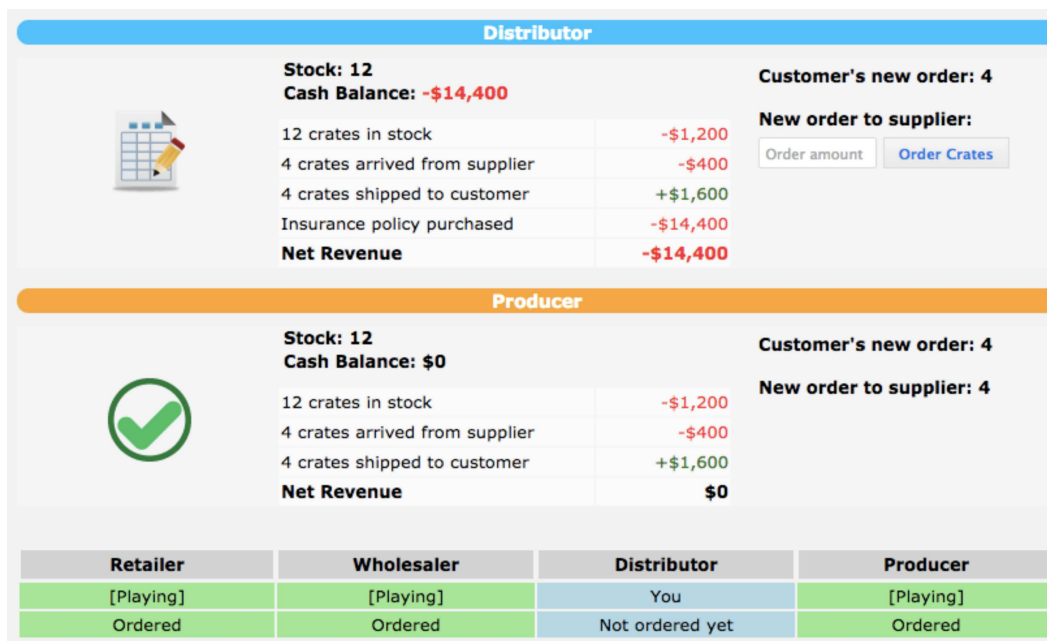 Distributor
Stock: 12
Cash Balance: -$14,400
12 crates in stock -$1,200
4 crates arrived from supplier -$400
4 crates shipped to customer +$1,600
Insurance policy purchased -$14,400
Net Revenue -$14,400
Customer's new order: 4
New order to supplier:
Order amount Order Crates
Producer
Stock: 12
Cash Balance: $0
12 crates in stock -$1,200
4 crates arrived from supplier -$400
4 crates shipped to customer +$1,600
Net Revenue $0
Customer's new order: 4
New order to supplier: 4
Retailer Wholesaler Distributor Producer
[Playing] [Playing] You [Playing]
Ordered Ordered Not ordered yet Ordered